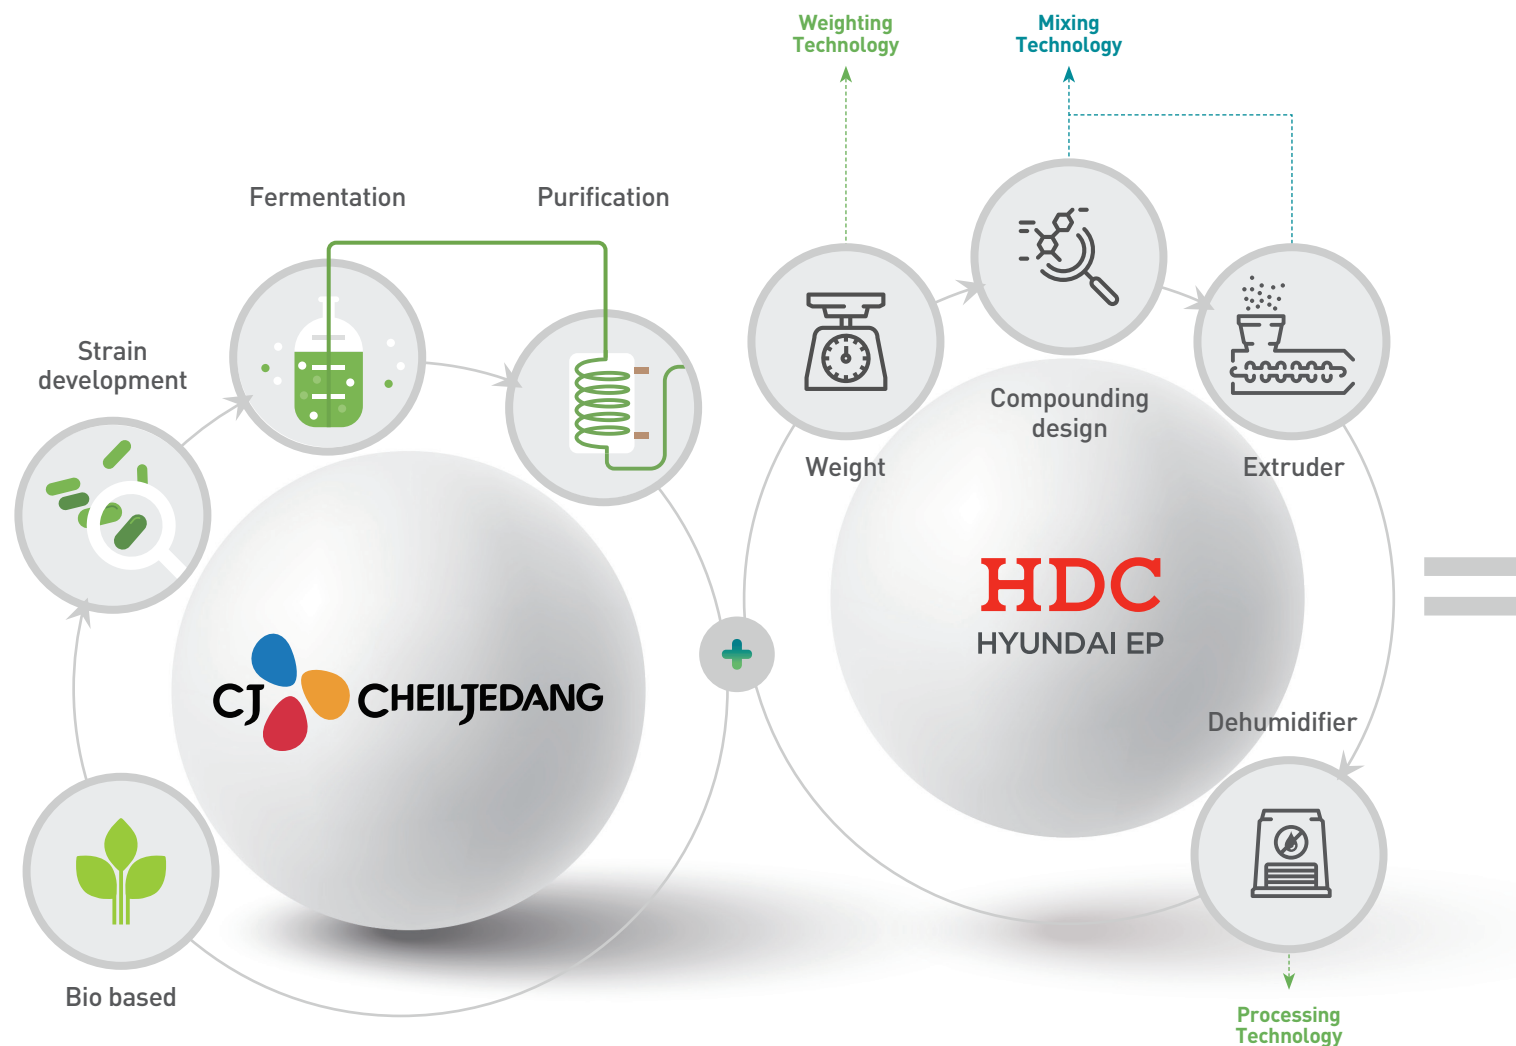 Weighting
Technology
Mixing
Technology
Fermentation
Purification
Strain
development
Compounding
design
Weight
Extruder
HDC
HYUNDAI EP
CJ CHEILJEDANG
Dehumidifier
Bio based
Processing
Technology